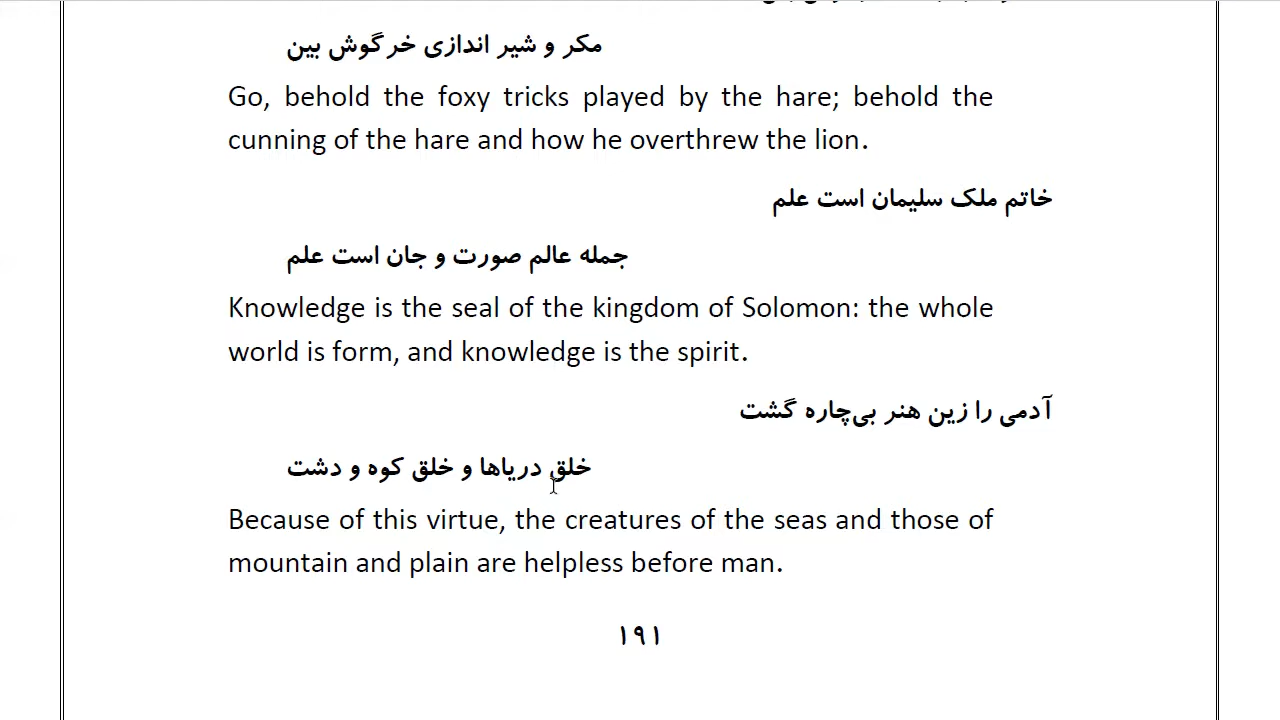 مکر و شیر اندازی خرگوش بین
Go, behold the foxy tricks played by the hare; behold the
cunning of the hare and how he overthrew the lion.
خاتم ملک سلیمان است علم
جمله عالم صورت و جان است علم
Knowledge is the seal of the kingdom of Solomon: the whole
world is form, and knowledge is the spirit.
آدمی را زین هنر بی‌چاره گشت
خلق دریاها و خلق کوه و دشت
Because of this virtue, the creatures of the seas and those of
mountain and plain are helpless before man.
۱۹۱